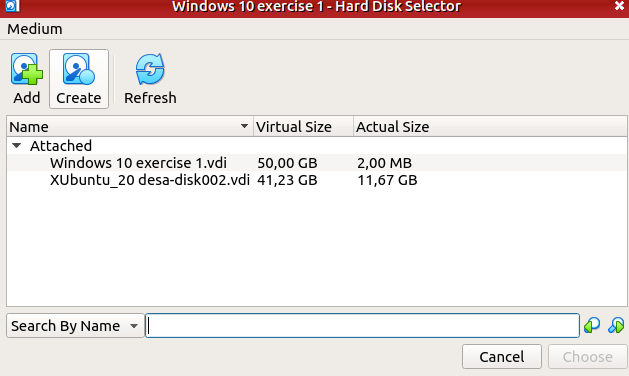 Windows 10 exercise 1 - Hard Disk Selector
Medium
Add Create Refresh
Name Virtual Size Actual Size
Attached
Windows 10 exercise 1.vdi 50,00 GB 2,00 MB
XUbuntu_20 desa-disk002.vdi 41,23 GB 11,67 GB
Search By Name
Cancel Choose